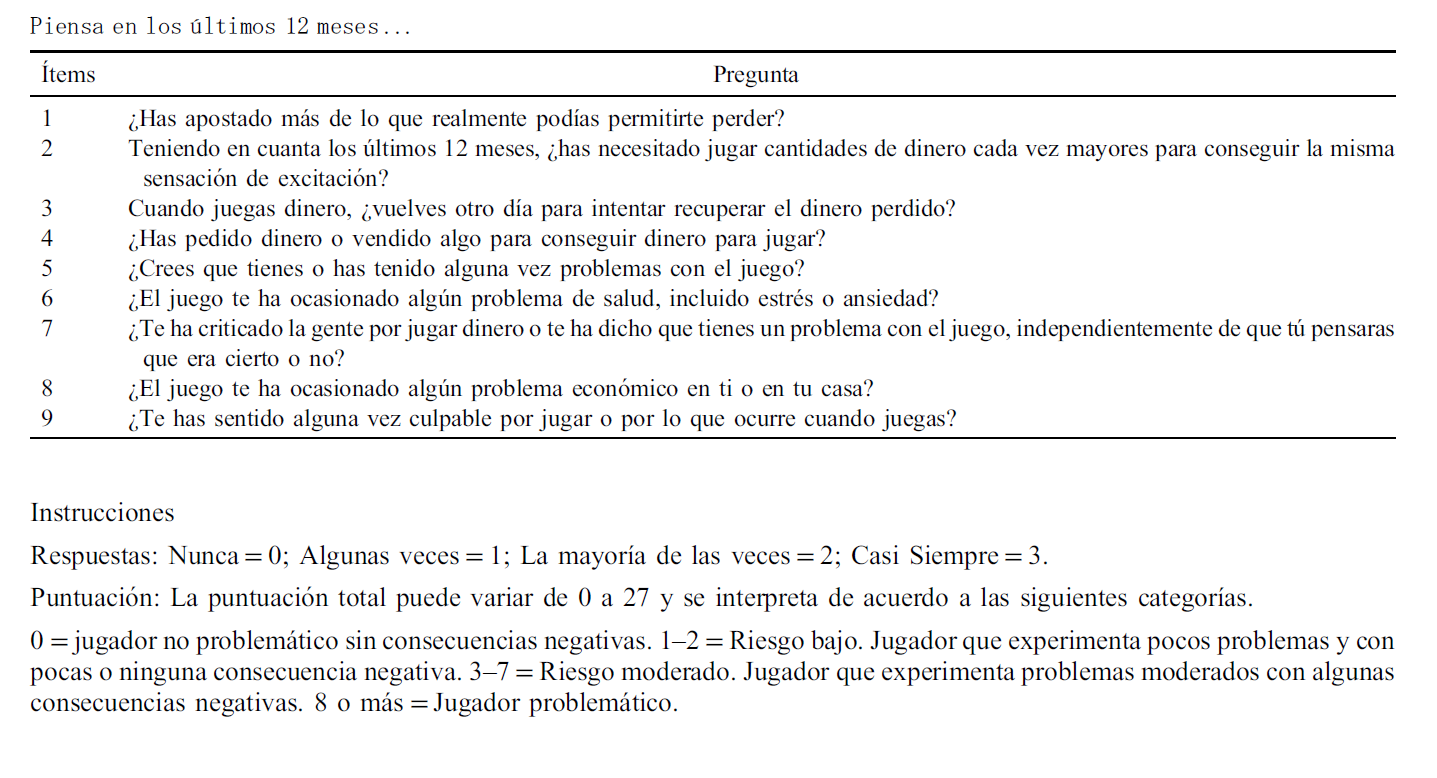 Piensa en los últimos 12 meses...
Ítems Pregunta
1 ¿Has apostado más de lo que realmente podías permitirte perder?
2 Teniendo en cuanta los últimos 12 meses, ¿has necesitado jugar cantidades de dinero cada vez mayores para conseguir la misma
sensación de excitación?
3 Cuando juegas dinero, ¿vuelves otro día para intentar recuperar el dinero perdido?
4 ¿Has pedido dinero o vendido algo para conseguir dinero para jugar?
5 ¿Crees que tienes o has tenido alguna vez problemas con el juego?
6 ¿El juego te ha ocasionado algún problema de salud, incluido estrés o ansiedad?
7 ¿Te ha criticado la gente por jugar dinero o te ha dicho que tienes un problema con el juego, independientemente de que tú pensaras
que era cierto o no?
8 ¿El juego te ha ocasionado algún problema económico en ti o en tu casa?
9 ¿Te has sentido alguna vez culpable por jugar o por lo que ocurre cuando juegas?
Instrucciones
Respuestas: Nunca = 0; Algunas veces = 1; La mayoría de las veces = 2; Casi Siempre = 3.
Puntuación: La puntuación total puede variar de 0 a 27 y se interpreta de acuerdo a las siguientes categorías.
0 = jugador no problemático sin consecuencias negativas. 1–2 = Riesgo bajo. Jugador que experimenta pocos problemas y con
pocas o ninguna consecuencia negativa. 3–7 = Riesgo moderado. Jugador que experimenta problemas moderados con algunas
consecuencias negativas. 8 o más = Jugador problemático.